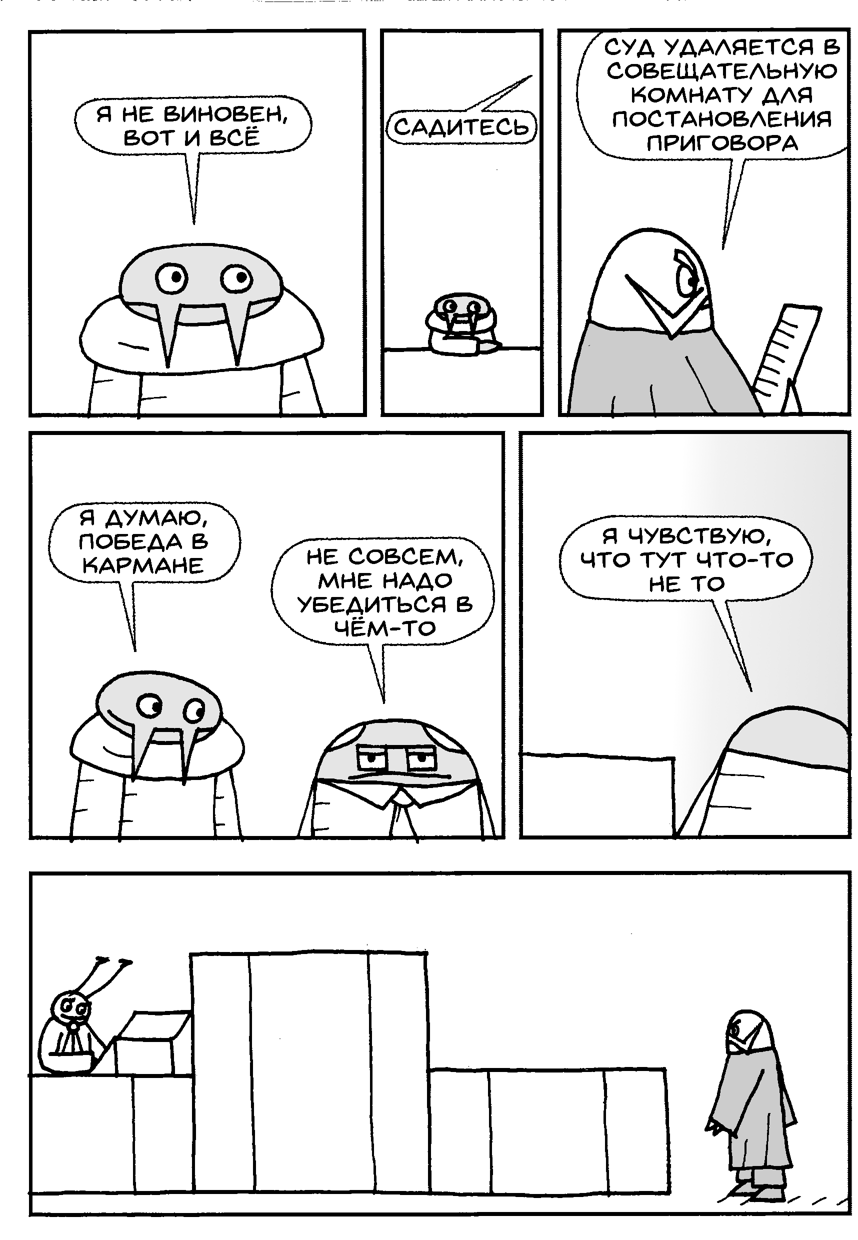 Я НЕ ВИНОВЕН,
ВОТ И ВСЁ
САДИТЕСЬ
СУД УДАЛЯЕТСЯ В
СОВЕЩАТЕЛЬНУЮ
КОМНАТУ ДЛЯ
ПОСТАНОВЛЕНИЯ
ПРИГОВОРА
Я ДУМАЮ,
ПОБЕДА В
КАРМАНЕ
НЕ СОВСЕМ,
МНЕ НАДО
УБЕДИТЬСЯ В
ЧЁМ-ТО
Я ЧУВСТВУЮ,
ЧТО ТУТ ЧТО-ТО
НЕ ТО